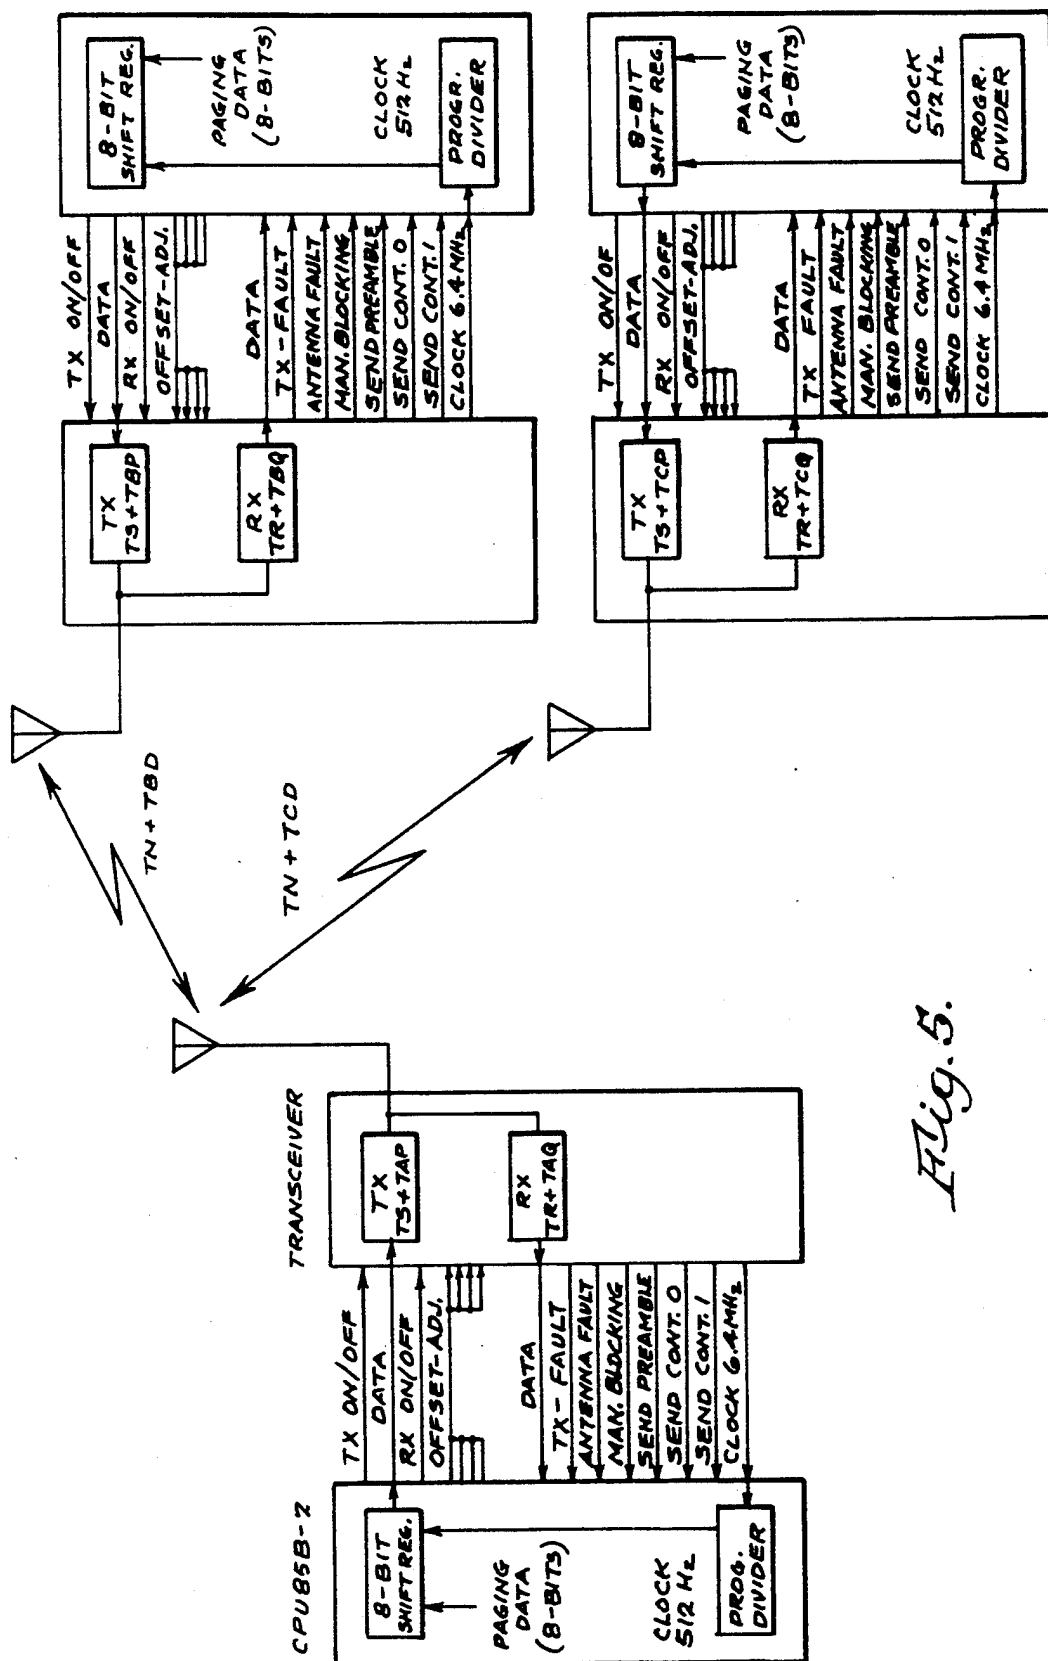 CPU85B-2
8-BIT
SHIFT REG.
PAGING
DATA
(8-BITS)
CLOCK
512 Hz
PROG.
DIVIDER
TX ON/OFF
DATA
RX ON/OFF
OFFSET-ADJ.
DATA
TX-FAULT
ANTENNA FAULT
MAN. BLOCKING
SEND PREAMBLE
SEND CONT. 0
SEND CONT. 1
CLOCK 6.4MHz
TRANSCEIVER
TX
TS+TAP
RX
TR+TAQ
TN+TBD
TN+TCD
TX
TS+TBP
RX
TR+TBQ
TX ON/OFF
DATA
RX ON/OFF
OFFSET-ADJ.
DATA
TX-FAULT
ANTENNA FAULT
MAN. BLOCKING
SEND PREAMBLE
SEND CONT. 0
SEND CONT. 1
CLOCK 6.4MHz
8-BIT
SHIFT REG.
PAGING
DATA
(8-BITS)
CLOCK
512 Hz
PROGR.
DIVIDER
TX
TS+TCP
RX
TR+TCQ
TX ON/OF
DATA
RX ON/OFF
OFFSET-ADJ.
DATA
TX FAULT
ANTENNA FAULT
MAN. BLOCKING
SEND PREAMBLE
SEND CONT.0
SEND CONT. 1
CLOCK 6.4MHz
8-BIT
SHIFT REG.
PAGING
DATA
(8-BITS)
CLOCK
512 Hz
PROGR.
DIVIDER
Fig. 5.